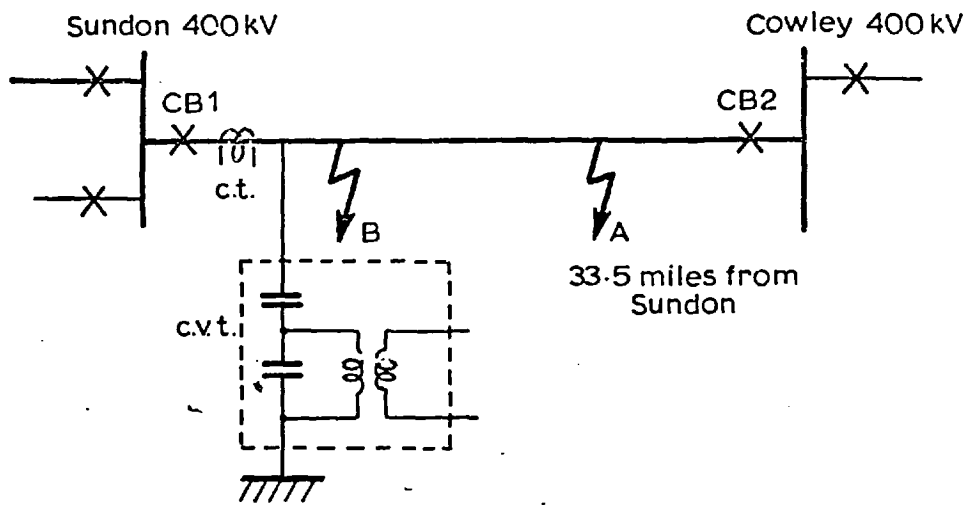 Sundon 400kV
Cowley 400kV
CB1
CB2
c.t.
B
A
33·5 miles from
Sundon
c.v.t.